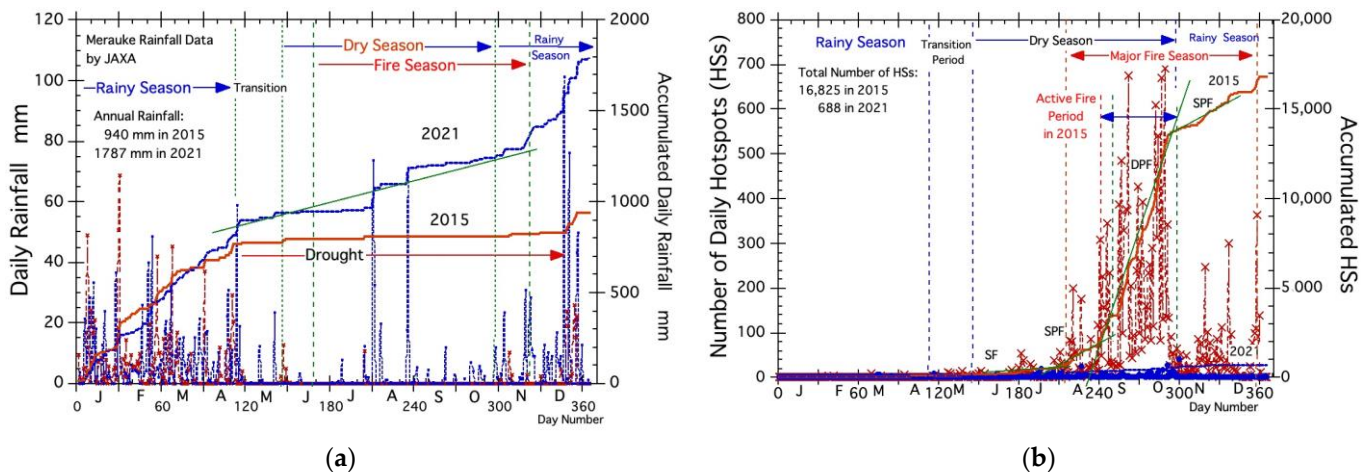 120
100
80
60
40
20
0
Daily Rainfall mm
Merauke Rainfall Data
by JAXA
Rainy Season
Annual Rainfall:
940 mm in 2015
1787 mm in 2021
Transition
Dry Season
Fire Season
Rainy
Season
2021
2015
Drought
2000
1500
1000
500
0
Accumulated Daily Rainfall mm
J F M A M J J A S O N D
0 60 120 180 240 300 360
Day Number
(a)
800
700
600
500
400
300
200
100
0
Number of Daily Hotspots (HSs)
Rainy Season
Transition
Period
Dry Season
Rainy Season
Major Fire Season
Total Number of HSs:
16,825 in 2015
688 in 2021
Active Fire
Period
in 2015
2015
SPF
DPF
SPF
SF
2021
20,000
15,000
10,000
5 000
0
Accumulated HSs
J F M A M J J A S O N D
0 60 120 180 240 300 360
Day Number
(b)